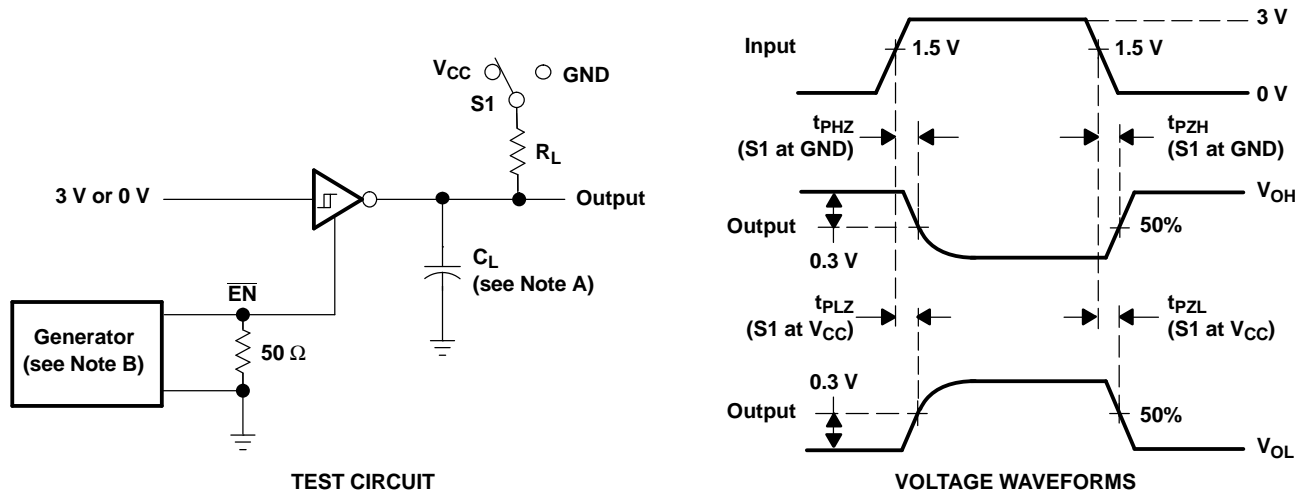 VCC
GND
S1
RL
3 V or 0 V
Output
CL
(see Note A)
EN
Generator
(see Note B)
50 Ω
TEST CIRCUIT
3 V
Input
1.5 V
1.5 V
0 V
tPHZ
(S1 at GND)
tPZH
(S1 at GND)
VOH
Output
50%
0.3 V
tPLZ
(S1 at VCC)
tPZL
(S1 at VCC)
0.3 V
Output
50%
VOL
VOLTAGE WAVEFORMS